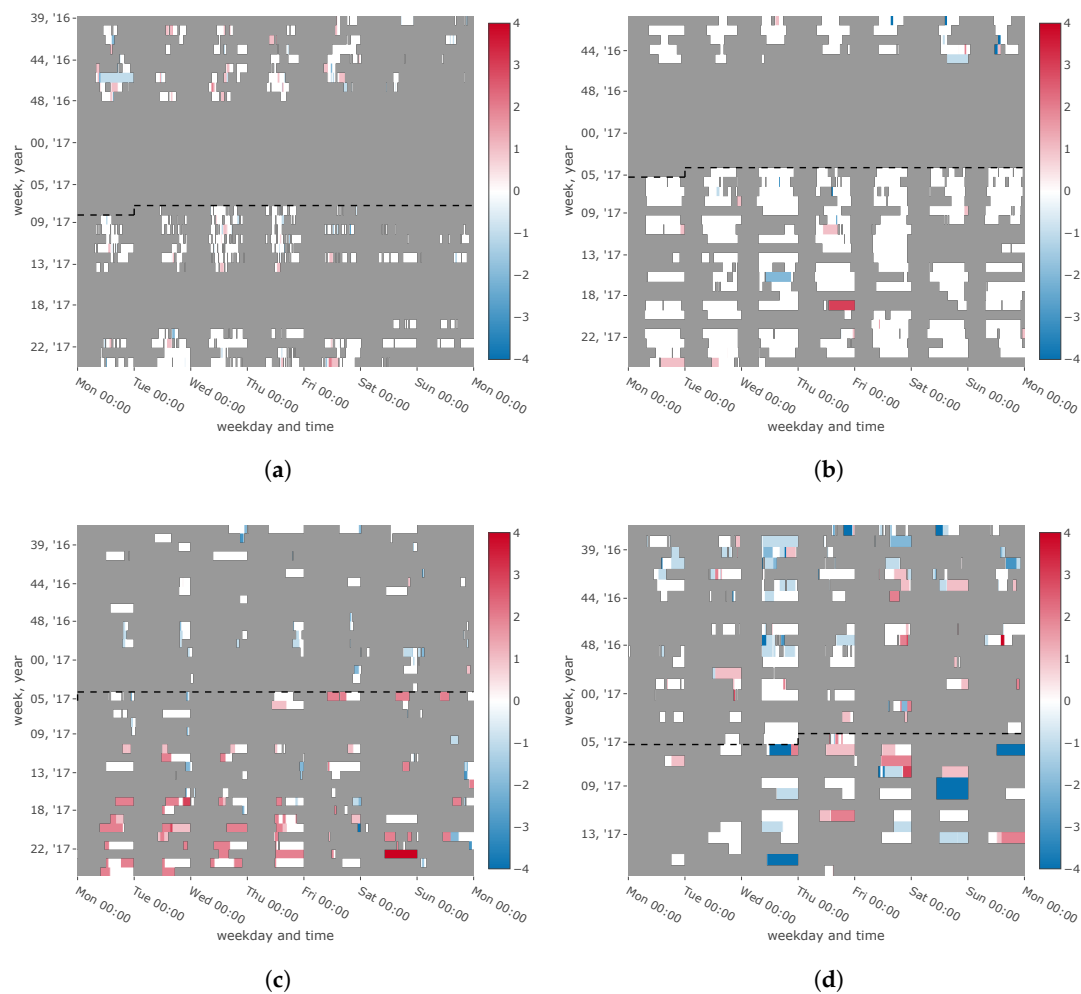 39, '16
44, '16
48, '16
00, '17
05, '17
09, '17
13, '17
18, '17
22, '17
week, year
Mon 00:00
Tue 00:00
Wed 00:00
Thu 00:00
Fri 00:00
Sat 00:00
Sun 00:00
Mon 00:00
weekday and time
4
3
2
1
0
−1
−2
−3
−4
(a)
44, '16
48, '16
00, '17
05, '17
09, '17
13, '17
18, '17
22, '17
week, year
Mon 00:00
Tue 00:00
Wed 00:00
Thu 00:00
Fri 00:00
Sat 00:00
Sun 00:00
Mon 00:00
weekday and time
4
3
2
1
0
−1
−2
−3
−4
(b)
39, '16
44, '16
48, '16
00, '17
05, '17
09, '17
13, '17
18, '17
22, '17
week, year
Mon 00:00
Tue 00:00
Wed 00:00
Thu 00:00
Fri 00:00
Sat 00:00
Sun 00:00
Mon 00:00
weekday and time
4
3
2
1
0
−1
−2
−3
−4
(c)
39, '16
44, '16
48, '16
00, '17
05, '17
09, '17
13, '17
week, year
Mon 00:00
Tue 00:00
Wed 00:00
Thu 00:00
Fri 00:00
Sat 00:00
Sun 00:00
Mon 00:00
weekday and time
4
3
2
1
0
−1
−2
−3
−4
(d)